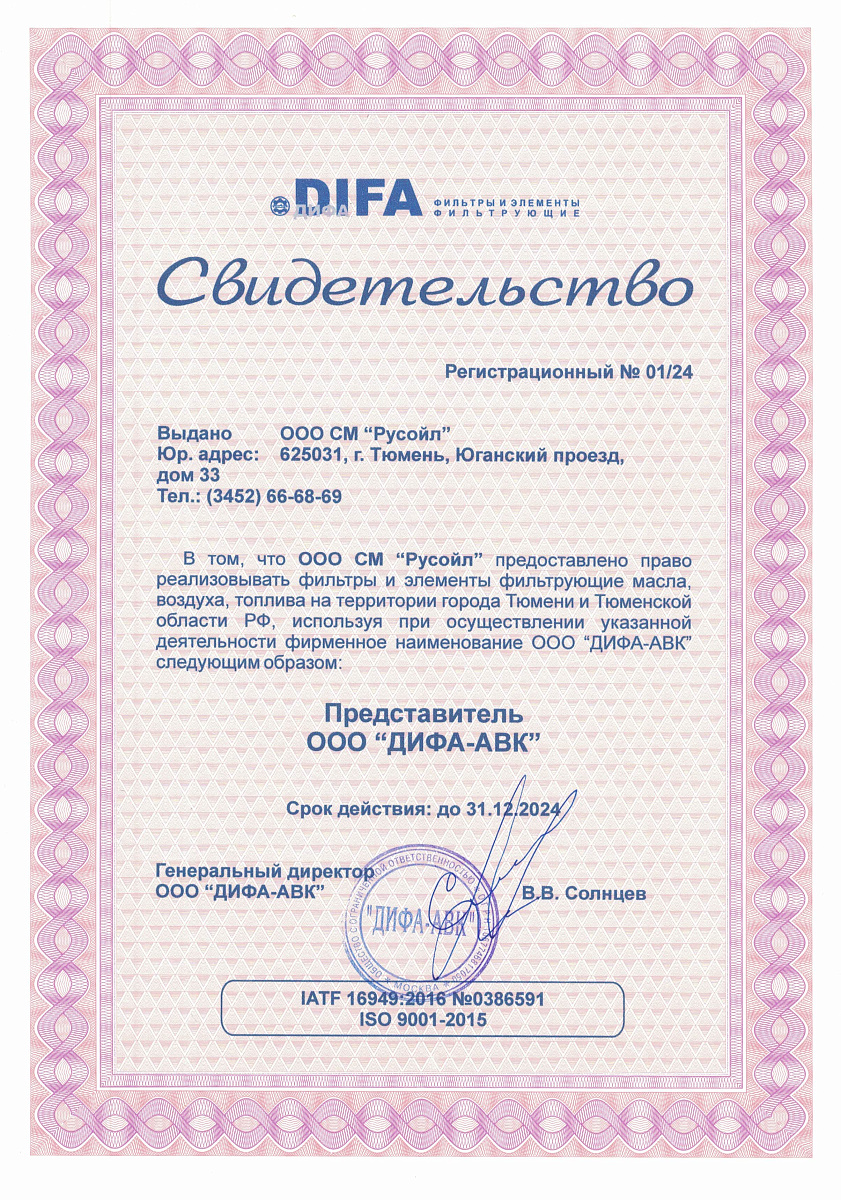 DIFA
ДИФА
ФИЛЬТРЫ И ЭЛЕМЕНТЫ
ФИЛЬТРУЮЩИЕ
Свидетельство
Регистрационный № 01/24
Выдано ООО СМ “Русойл”
Юр. адрес: 625031, г. Тюмень, Юганский проезд,
дом 33
Тел.: (3452) 66-68-69
В том, что ООО СМ “Русойл” предоставлено право
реализовывать фильтры и элементы фильтрующие масла,
воздуха, топлива на территории города Тюмени и Тюменской
области РФ, используя при осуществлении указанной
деятельности фирменное наименование ООО “ДИФА-АВК”
следующим образом:
Представитель
ООО “ДИФА-АВК”
Срок действия: до 31.12.2024
Генеральный директор
ООО “ДИФА-АВК”
В.В. Солнцев
ОБЩЕСТВО С ОГРАНИЧЕННОЙ ОТВЕТСТВЕННОСТЬЮ
"ДИФА-АВК"
МОСКВА
IATF 16949:2016 №0386591
ISO 9001-2015